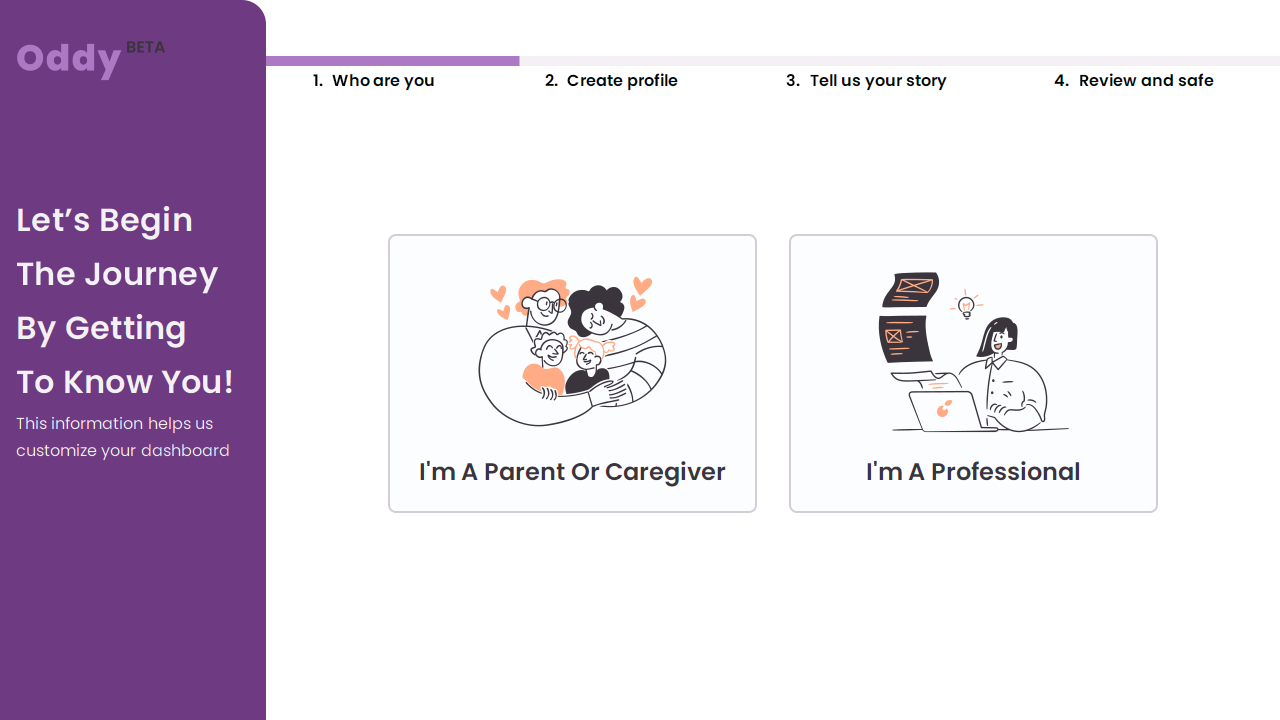 Oddy BETA
1. Who are you
2. Create profile
3. Tell us your story
4. Review and safe
Let’s Begin
The Journey
By Getting
To Know You!
This information helps us
customize your dashboard
I'm A Parent Or Caregiver
I'm A Professional